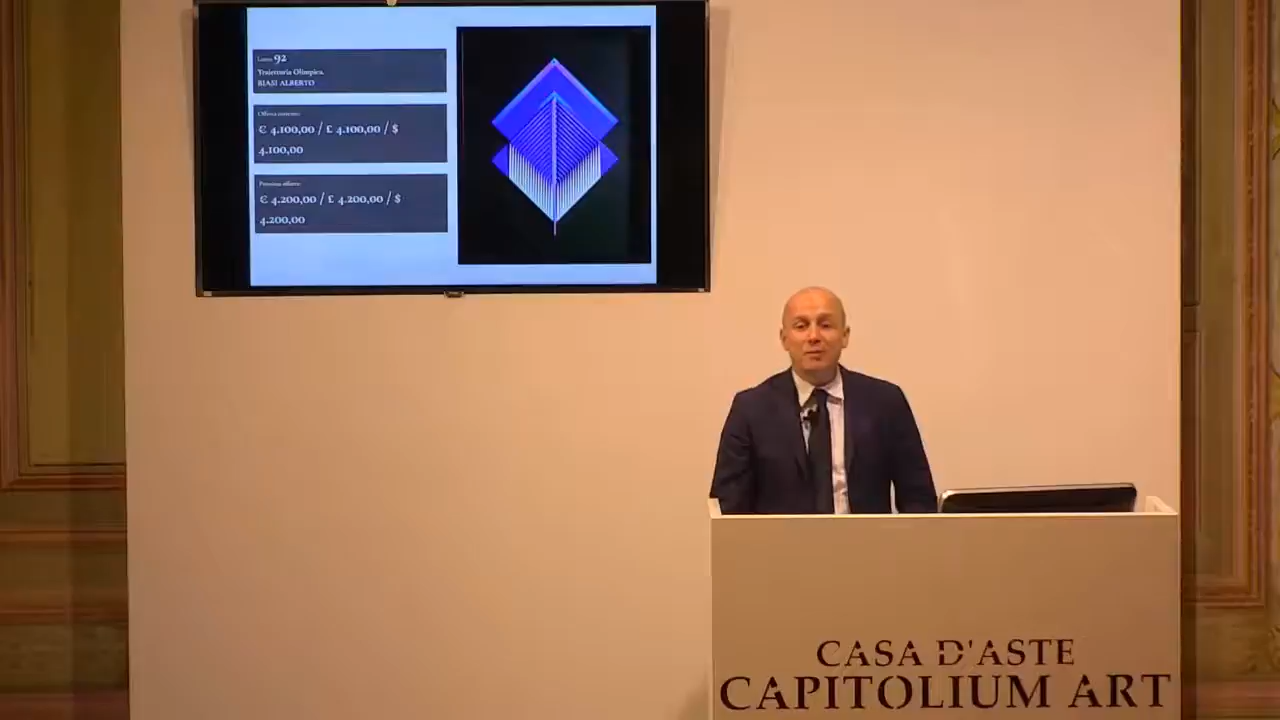 Lotto 92
Traiettoria Olimpica.
BIASI ALBERTO
Offerta corrente:
€ 4.100,00 / £ 4.100,00 / $
4.100,00
Prossima offerta:
€ 4.200,00 / £ 4.200,00 / $
4.200,00
CASA D'ASTE
CAPITOLIUM ART